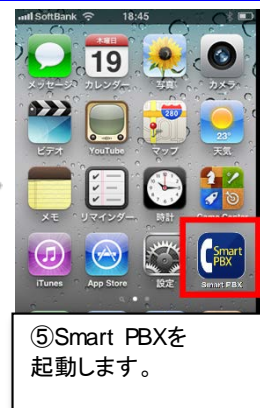 SoftBank 18:45
木曜日
19
280
23°
メッセージ カレンダー 写真 カメラ
ビデオ YouTube マップ 天気
メモ リマインダー 時計 Game Center
Smart
PBX
iTunes App Store 設定 Smart PBX
⑤Smart PBXを
起動します。